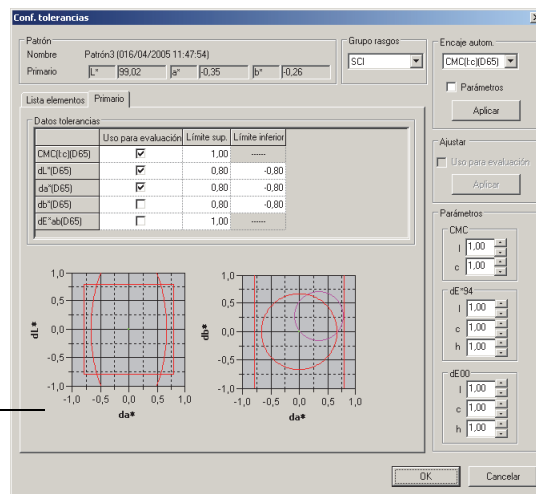 Conf. tolerancias
Patrón
Nombre Patrón3 (016/04/2005 11:47:54)
Primario L* 99,02 a* -0,35 b* -0,26
Grupo rasgos
SCI
Encaje autom.
CMC(l:c)(D65)
Parámetros
Aplicar
Lista elementos Primario
Datos tolerancias
Uso para evaluación Límite sup. Límite inferior
CMC(l:c)(D65) 1,00 ------
dL*(D65) 0,80 -0,80
da*(D65) 0,80 -0,80
db*(D65) 0,80 -0,80
dE*ab(D65) 1,00 ------
Ajustar
Uso para evaluación
Aplicar
Parámetros
CMC
l 1,00
c 1,00
dE*94
l 1,00
c 1,00
h 1,00
dE00
l 1,00
c 1,00
h 1,00
1,0
0,5
0,0
-0,5
-1,0
dL*
-1,0 -0,5 0,0 0,5 1,0
da*
1,0
0,5
0,0
-0,5
-1,0
db*
-1,0 -0,5 0,0 0,5 1,0
da*
OK Cancelar